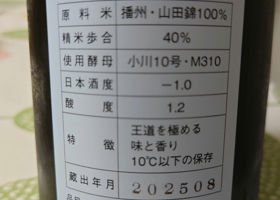 原料米 播州・山田錦100%
精米歩合 40%
使用酵母 小川10号・M310
日本酒度 −1.0
酸度 1.2
特徴 王道を極める
味と香り
10℃以下の保存
蔵出年月 202508